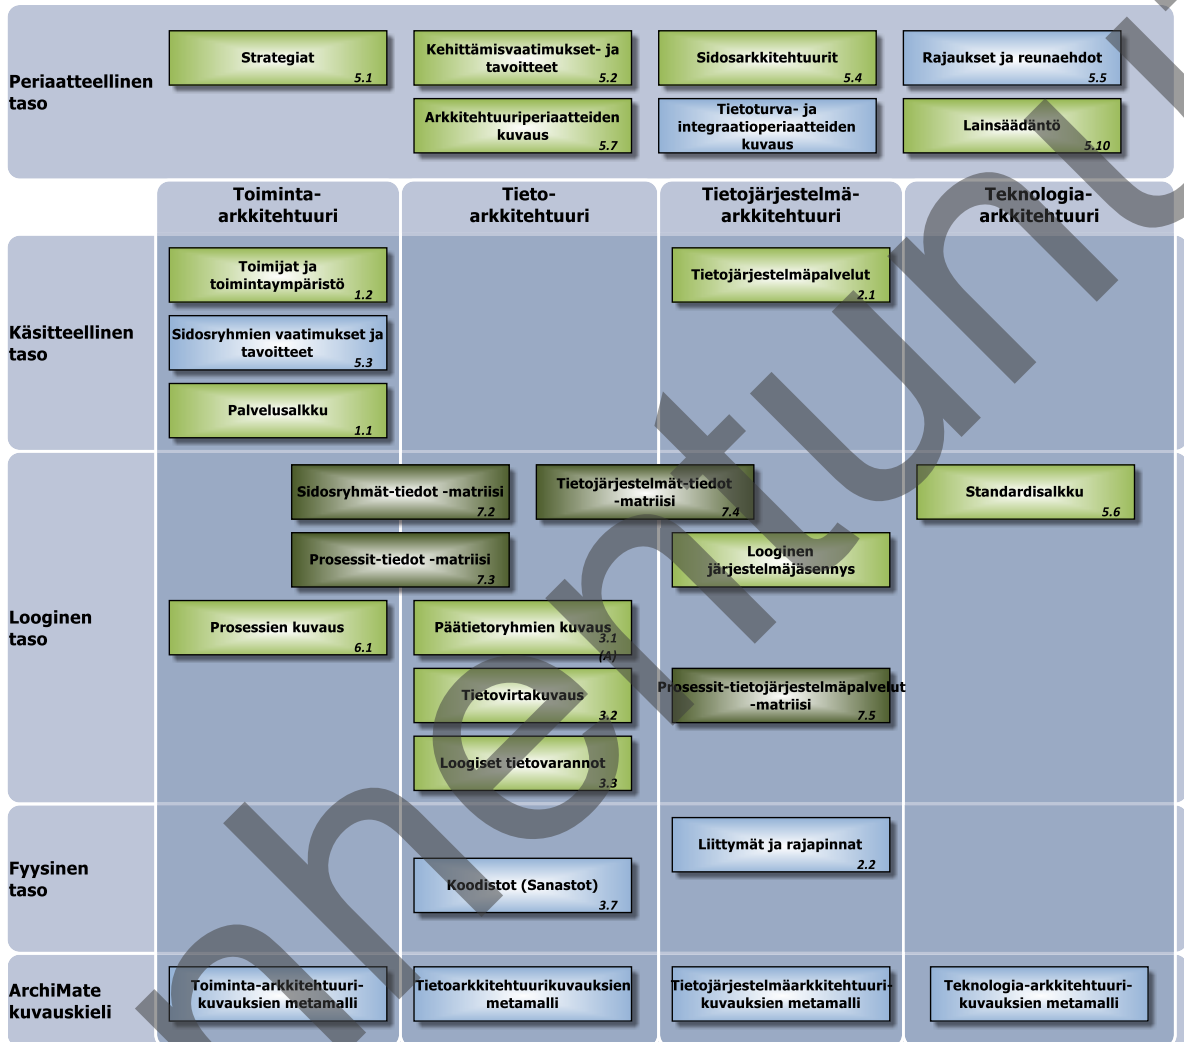 Periaatteellinen
taso
Strategiat
5.1
Kehittämisvaatimukset- ja
tavoitteet
5.2
Sidosarkkitehtuurit
5.4
Rajaukset ja reunaehdot
5.5
Arkkitehtuuriperiaatteiden
kuvaus
5.7
Tietoturva- ja
integraatioperiaatteiden
kuvaus
Lainsäädäntö
5.10
Toiminta-
arkkitehtuuri
Tieto-
arkkitehtuuri
Tietojärjestelmä-
arkkitehtuuri
Teknologia-
arkkitehtuuri
Käsitteellinen
taso
Toimijat ja
toimintaympäristö
1.2
Tietojärjestelmäpalvelut
2.1
Sidosryhmien vaatimukset ja
tavoitteet
5.3
Palvelusalkku
1.1
Looginen
taso
Sidosryhmät-tiedot -matriisi
7.2
Tietojärjestelmät-tiedot
-matriisi
7.4
Standardisalkku
5.6
Prosessit-tiedot -matriisi
7.3
Looginen
järjestelmäjäsennys
Prosessien kuvaus
6.1
Päätietoryhmien kuvaus
3.1
(A)
Tietovirtakuvaus
3.2
Prosessit-tietojärjestelmäpalvelut
-matriisi
7.5
Loogiset tietovarannot
3.3
Fyysinen
taso
Liittymät ja rajapinnat
2.2
Koodistot (Sanastot)
3.7
ArchiMate
kuvauskieli
Toiminta-arkkitehtuuri-
kuvauksien metamalli
Tietoarkkitehtuurikuvauksien
metamalli
Tietojärjestelmäarkkitehtuuri-
kuvauksien metamalli
Teknologia-arkkitehtuuri-
kuvauksien metamalli